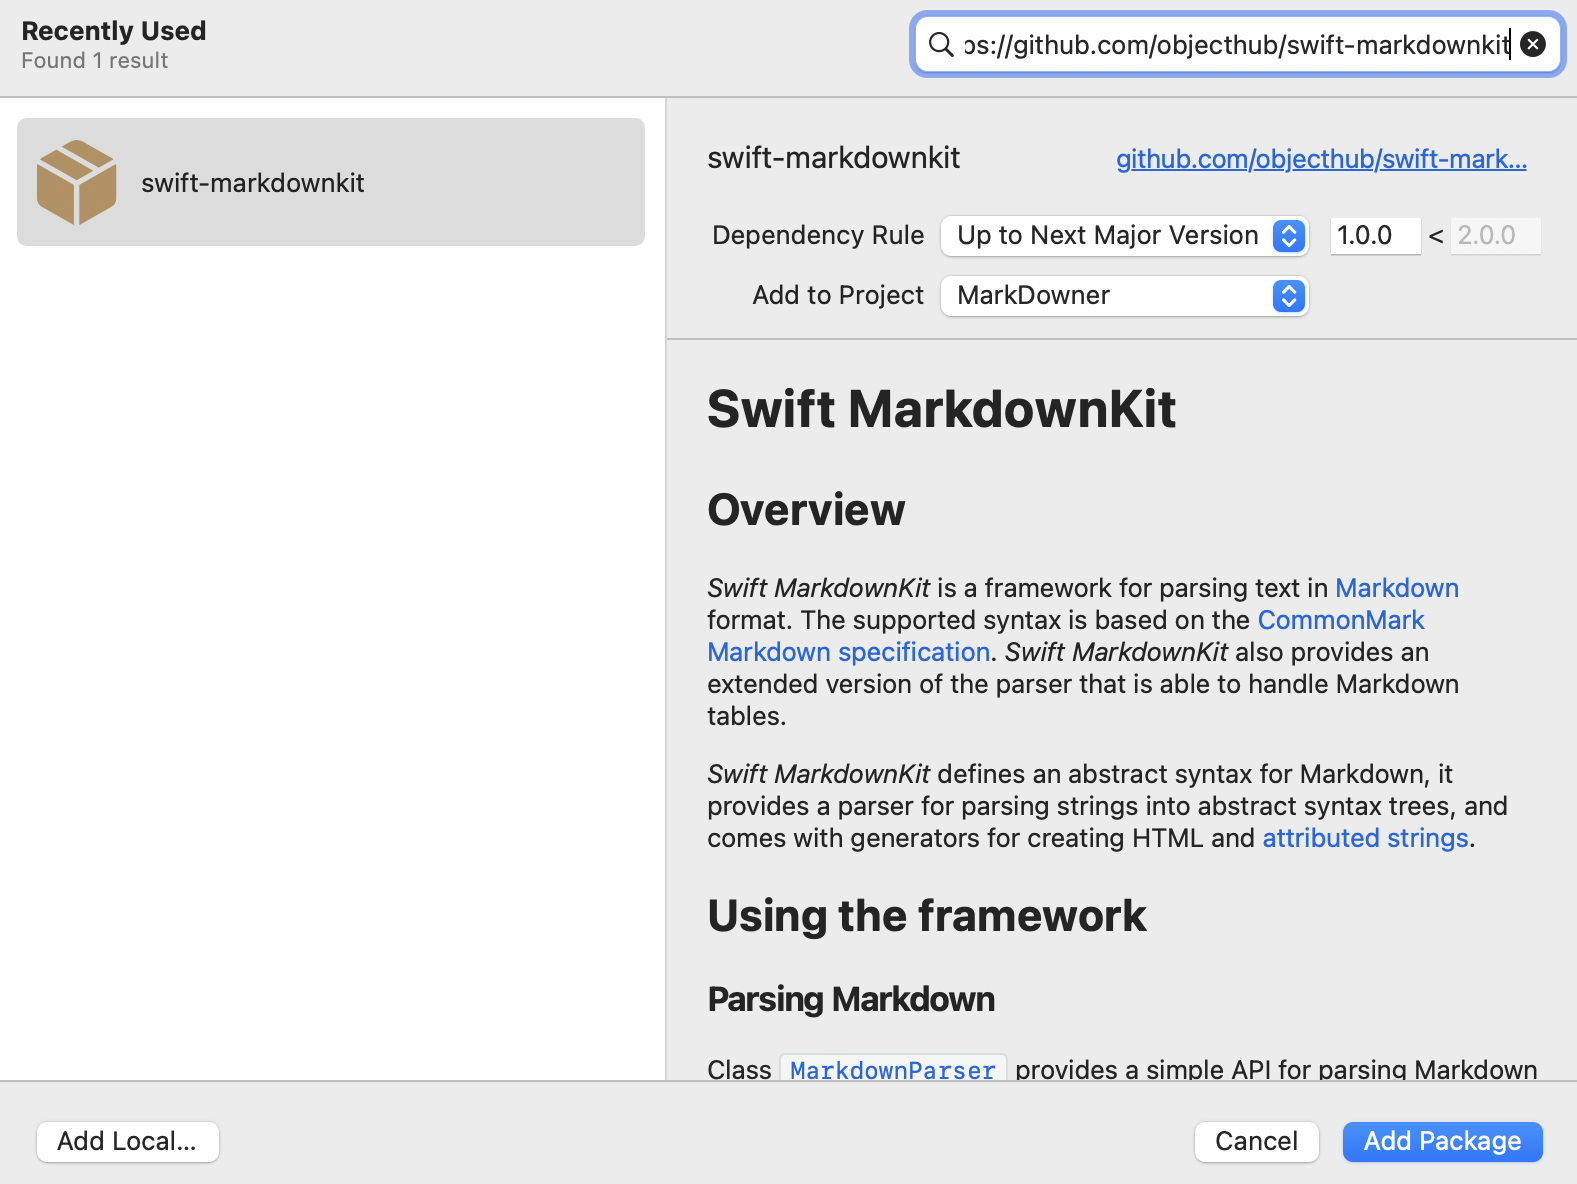 Recently Used
Found 1 result
ps://github.com/objecthub/swift-markdownkit
swift-markdownkit
swift-markdownkit
github.com/objecthub/swift-mark...
Dependency Rule Up to Next Major Version 1.0.0 < 2.0.0
Add to Project MarkDowner
Swift MarkdownKit
Overview
Swift MarkdownKit is a framework for parsing text in Markdown
format. The supported syntax is based on the CommonMark
Markdown specification. Swift MarkdownKit also provides an
extended version of the parser that is able to handle Markdown
tables.
Swift MarkdownKit defines an abstract syntax for Markdown, it
provides a parser for parsing strings into abstract syntax trees, and
comes with generators for creating HTML and attributed strings.
Using the framework
Parsing Markdown
Class MarkdownParser provides a simple API for parsing Markdown
Add Local...
Cancel
Add Package